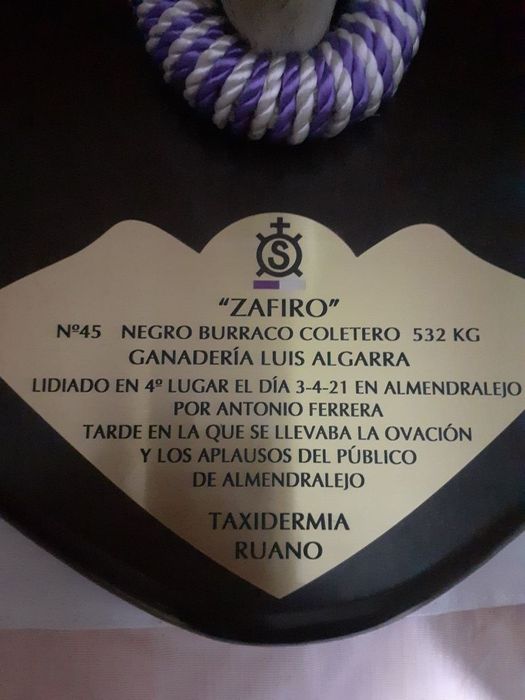 S
“ZAFIRO”
Nº45 NEGRO BURRACO COLETERO 532 KG
GANADERÍA LUIS ALGARRA
LIDIADO EN 4º LUGAR EL DÍA 3-4-21 EN ALMENDRALEJO
POR ANTONIO FERRERA
TARDE EN LA QUE SE LLEVABA LA OVACIÓN
Y LOS APLAUSOS DEL PÚBLICO
DE ALMENDRALEJO
TAXIDERMIA
RUANO